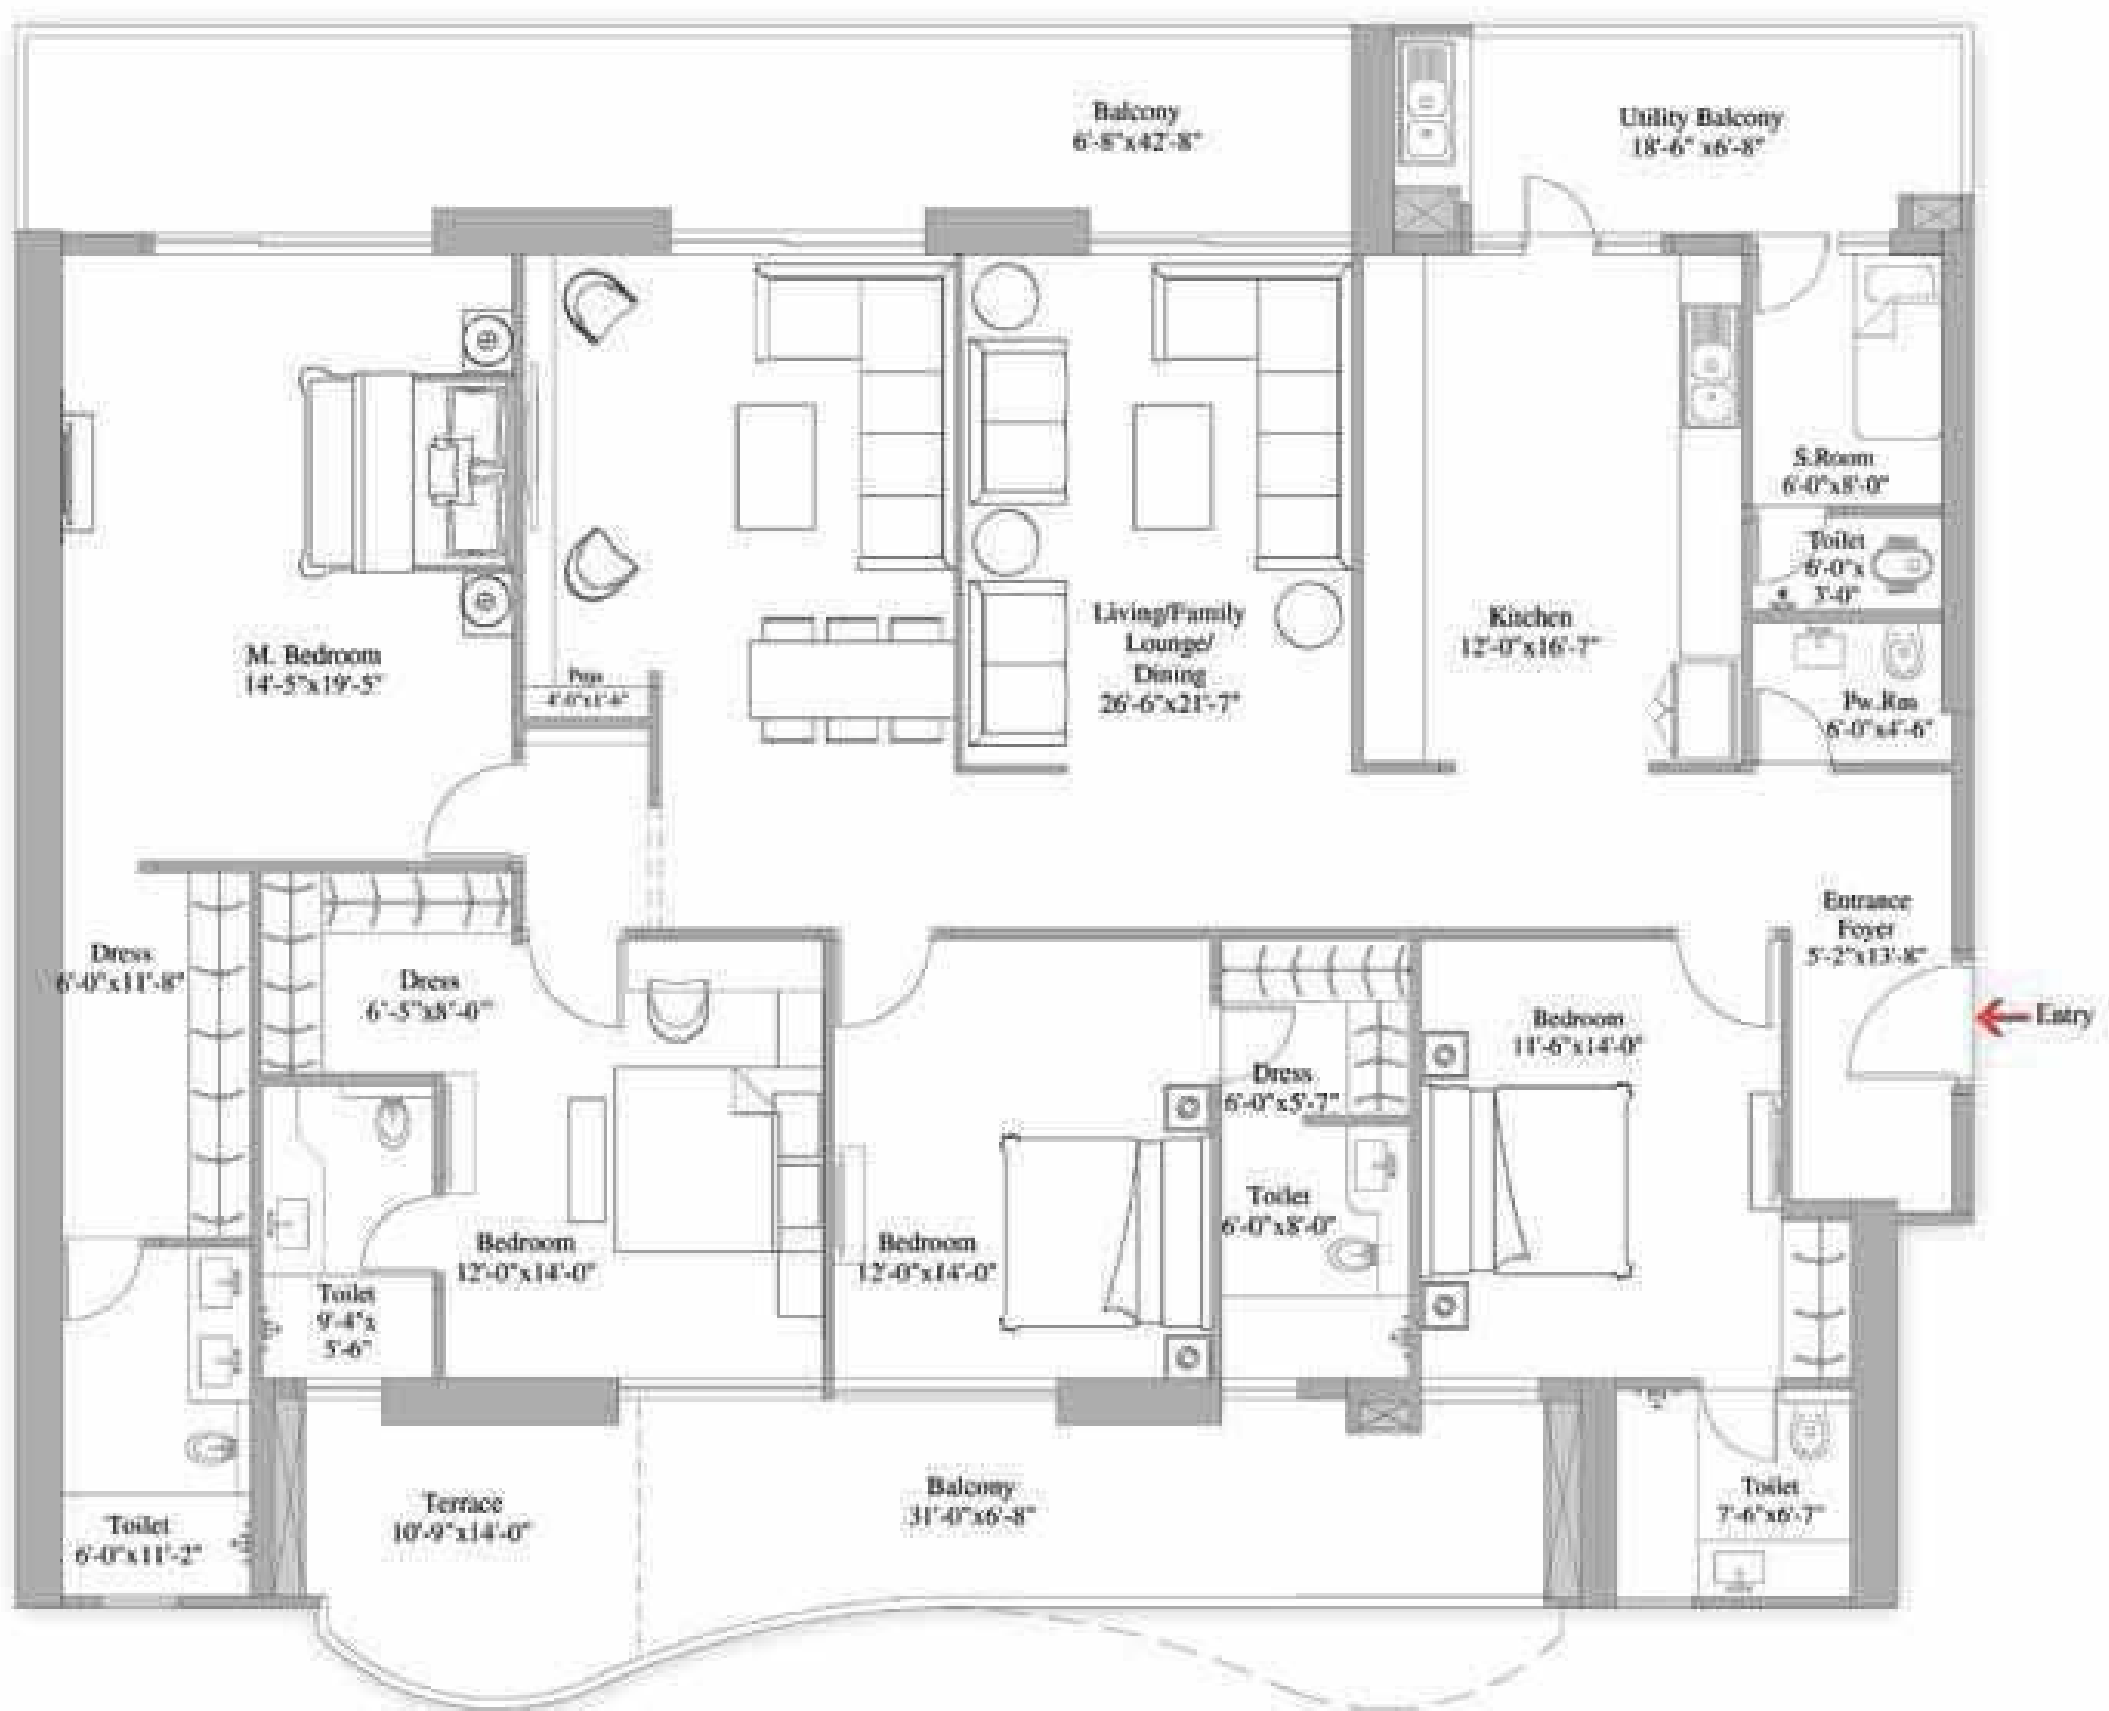 Balcony
6'-8"x42'-8"
Utility Balcony
18'-6" x6'-8"
S.Room
6'-0"x8'-0"
Toilet
6'-0"x
3'-0"
Living/Family
Lounge/
Dining
26'-6"x21'-7"
Kitchen
12'-0"x16'-7"
M. Bedroom
14'-5"x19'-5"
Puja
Pw.Rm
6'-0"x4'-6"
Entrance
Foyer
5'-2"x13'-8"
Dress
6'-0"x11'-8"
Dress
6'-5"x8'-0"
Bedroom
11'-6"x14'-0"
Entry
Dress
6'-0"x5'-7"
Toilet
6'-0"x8'-0"
Bedroom
12'-0"x14'-0"
Bedroom
12'-0"x14'-0"
Toilet
9'-4"x
5'-6"
Terrace
10'-9"x14'-0"
Balcony
31'-0"x6'-8"
Toilet
7'-6"x6'-7"
Toilet
6'-0"x11'-2"